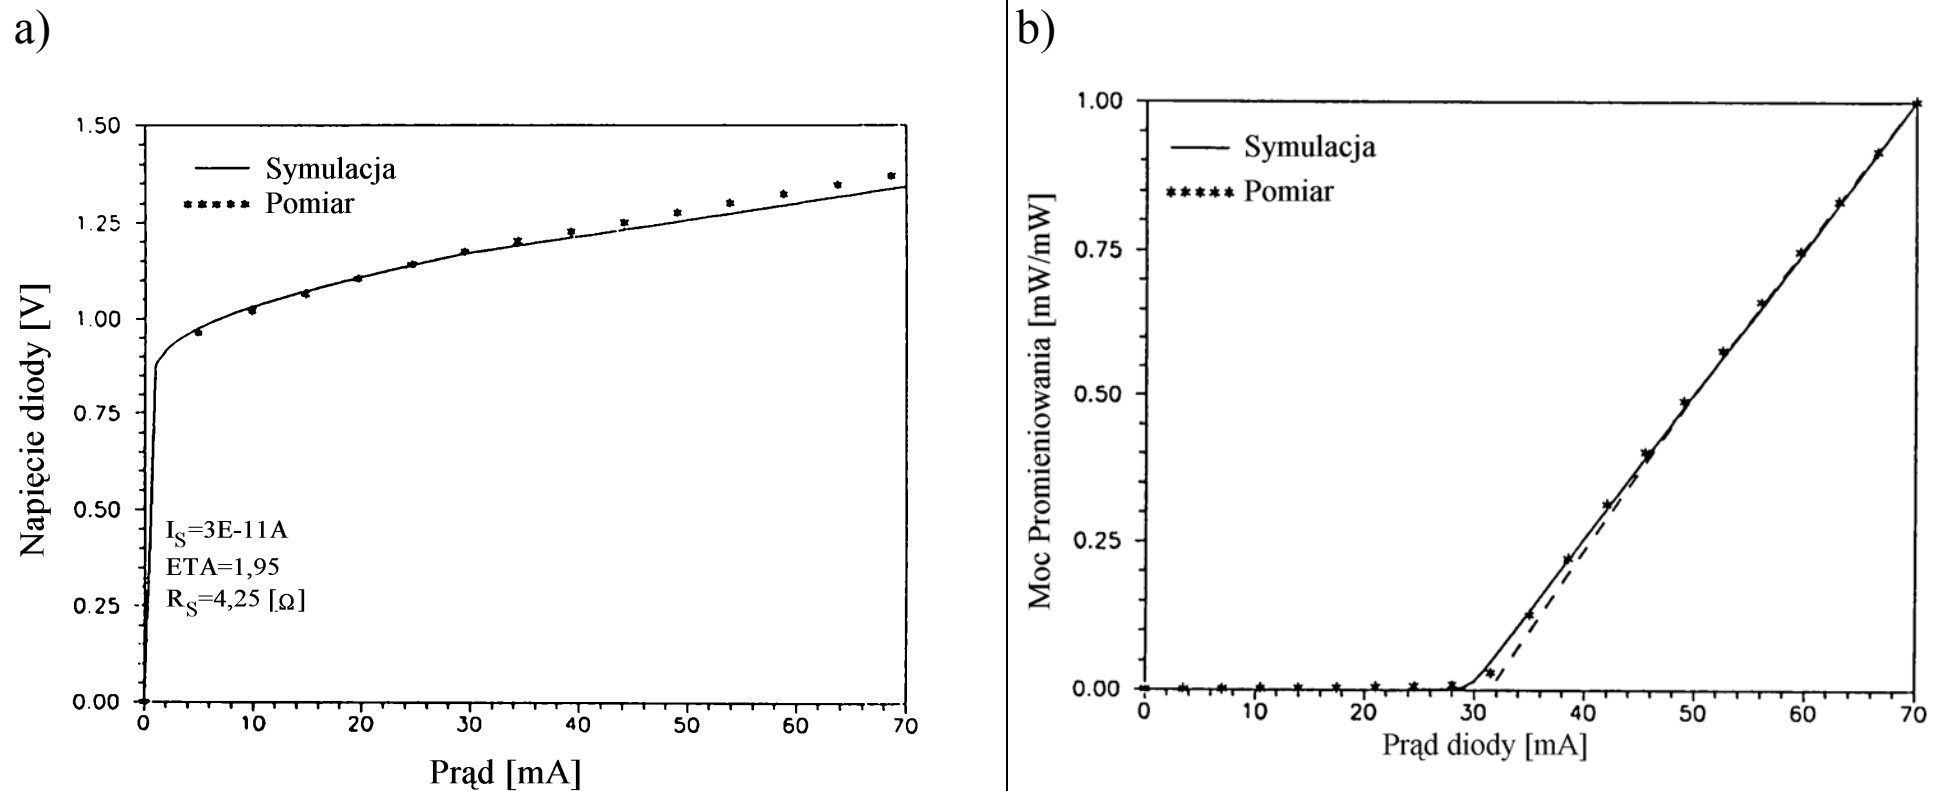 a)
1.50
1.25
1.00
0.75
0.50
0.25
0.00
Napięcie diody [V]
Symulacja
Pomiar
I_S=3E-11A
ETA=1,95
R_S=4,25 [Ω]
0 10 20 30 40 50 60 70
Prąd [mA]
b)
1.00
0.75
0.50
0.25
0.00
Moc Promieniowania [mW/mW]
Symulacja
Pomiar
0 10 20 30 40 50 60 70
Prąd diody [mA]